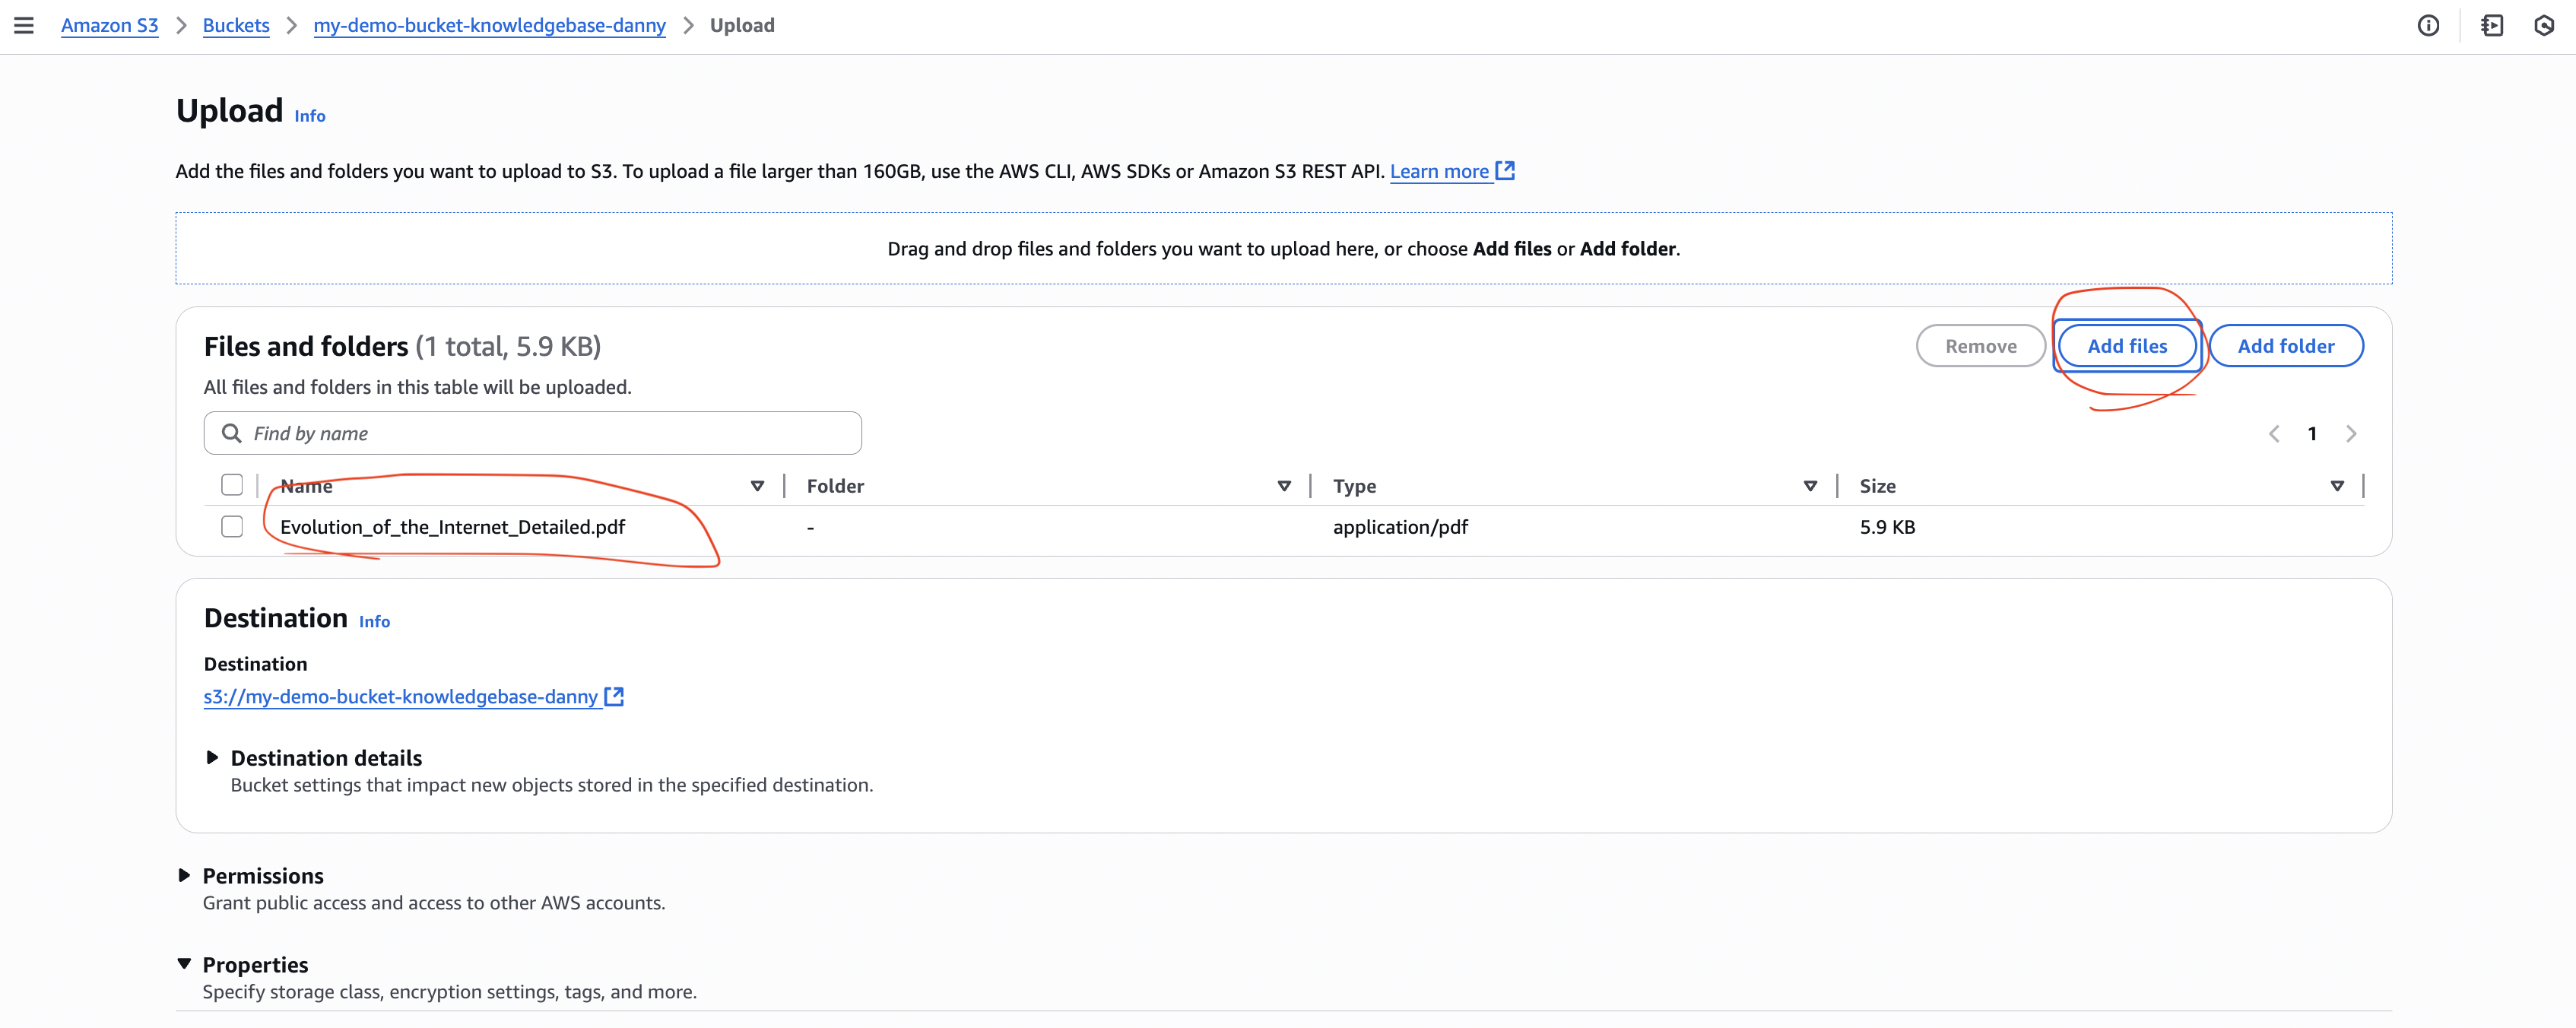 Amazon S3 > Buckets > my-demo-bucket-knowledgebase-danny > Upload
Upload Info
Add the files and folders you want to upload to S3. To upload a file larger than 160GB, use the AWS CLI, AWS SDKs or Amazon S3 REST API. Learn more
Drag and drop files and folders you want to upload here, or choose Add files or Add folder.
Files and folders (1 total, 5.9 KB)
Remove
Add files
Add folder
All files and folders in this table will be uploaded.
Find by name
1
Name Folder Type Size
Evolution_of_the_Internet_Detailed.pdf - application/pdf 5.9 KB
Destination Info
Destination
s3://my-demo-bucket-knowledgebase-danny
Destination details
Bucket settings that impact new objects stored in the specified destination.
Permissions
Grant public access and access to other AWS accounts.
Properties
Specify storage class, encryption settings, tags, and more.